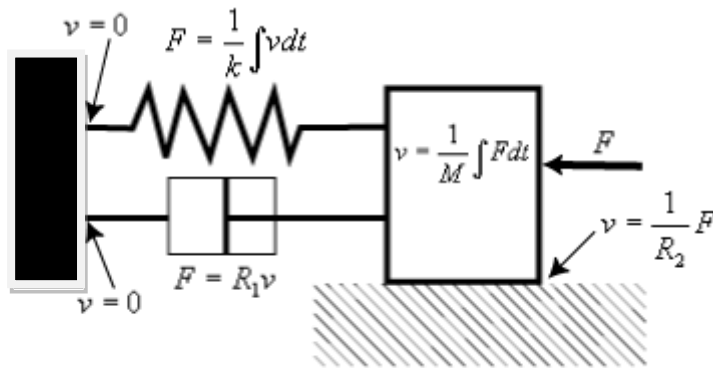 v = 0
F = 1/k ∫vdt
v = 1/M ∫Fdt
F
v = 1/R₂ F
F = R₁v
v = 0